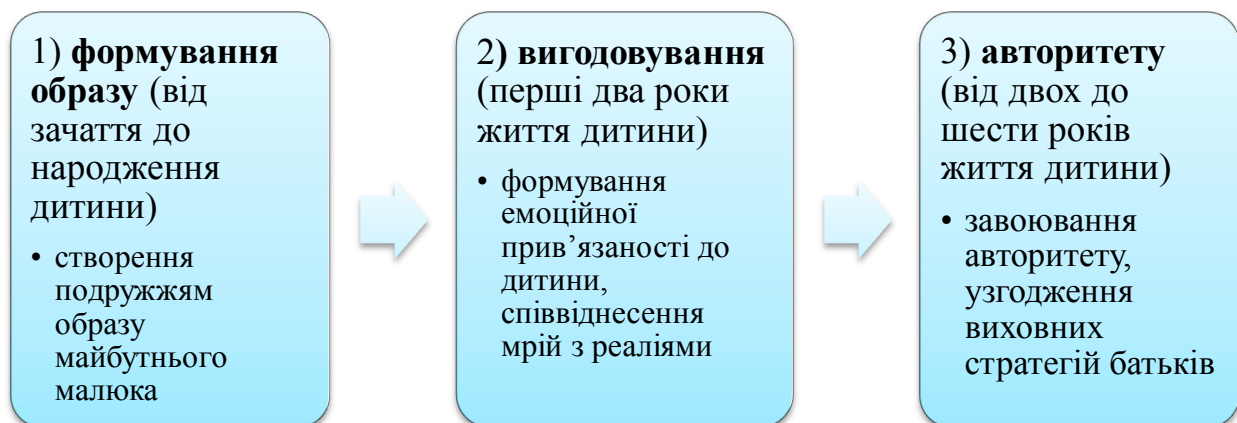 1) формування
образу (від
зачаття до
народження
дитини)
• створення
подружжям
образу
майбутнього
малюка
2) вигодовування
(перші два роки
життя дитини)
• формування
емоційної
прив’язаності до
дитини,
співвіднесення
мрій з реаліями
3) авторитету
(від двох до
шести років
життя дитини)
• завоювання
авторитету,
узгодження
виховних
стратегій батьків